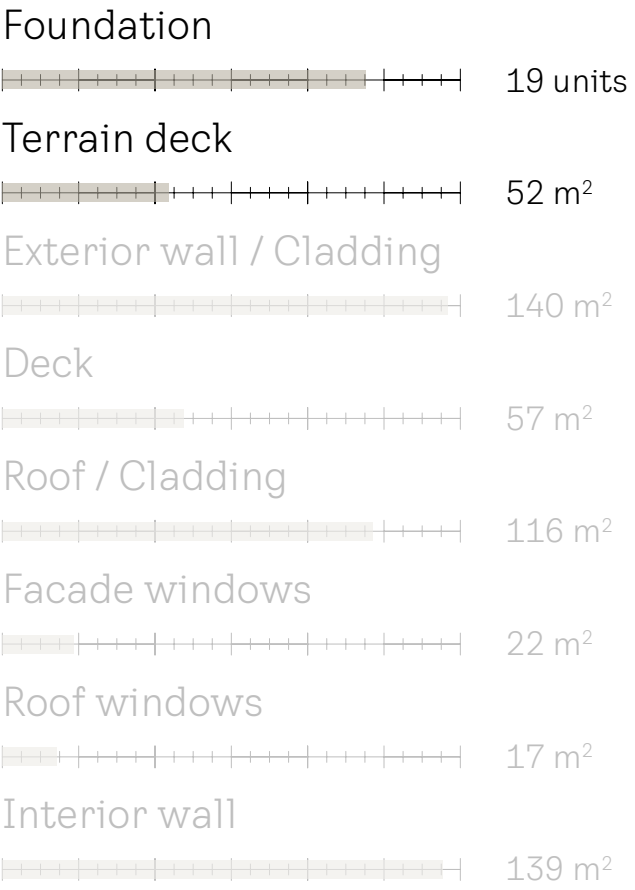 Foundation
19 units
Terrain deck
52 m²
Exterior wall / Cladding
140 m²
Deck
57 m²
Roof / Cladding
116 m²
Facade windows
22 m²
Roof windows
17 m²
Interior wall
139 m²